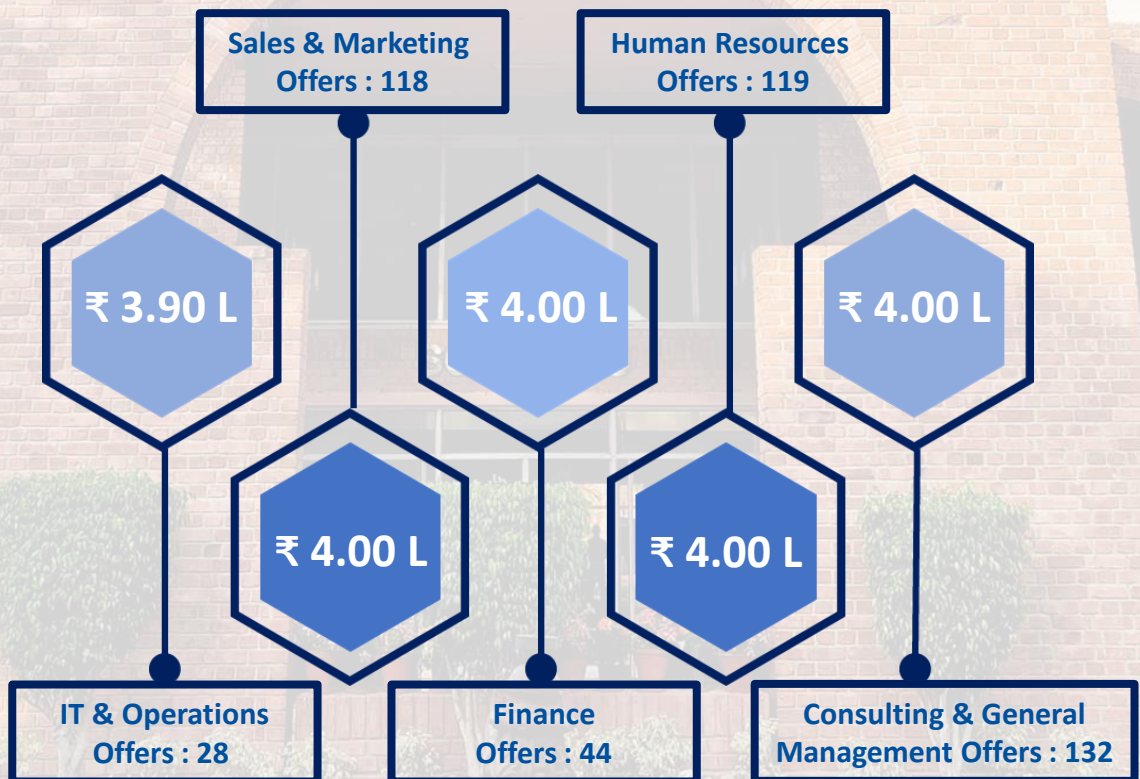 Sales & Marketing
Offers : 118
Human Resources
Offers : 119
₹ 3.90 L
₹ 4.00 L
₹ 4.00 L
₹ 4.00 L
₹ 4.00 L
IT & Operations
Offers : 28
Finance
Offers : 44
Consulting & General
Management Offers : 132